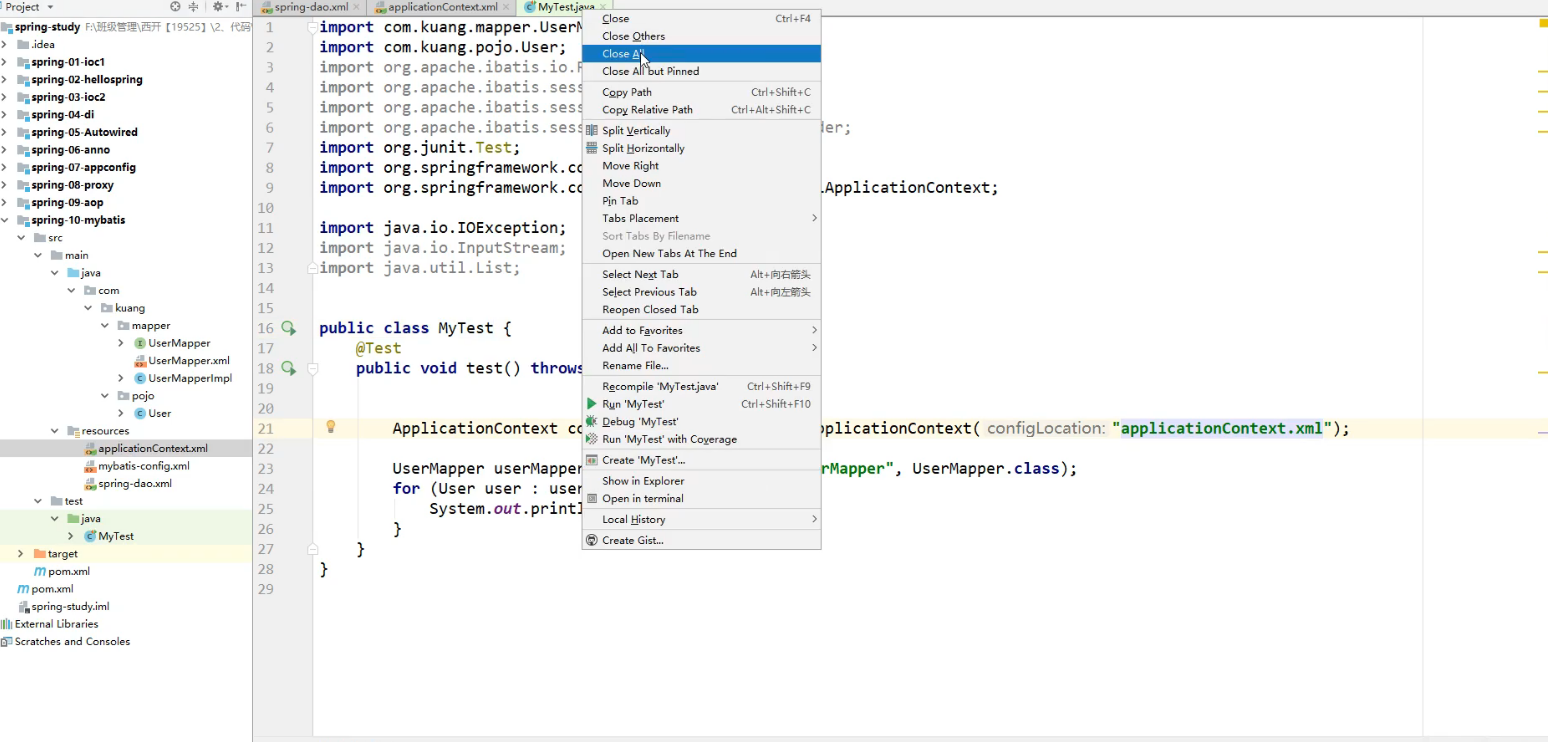 Project
spring-dao.xml
applicationContext.xml
MyTest.java
spring-study F:\班级管理\西开【19525】\2、代码
.idea
spring-01-ioc1
spring-02-hellospring
spring-03-ioc2
spring-04-di
spring-05-Autowired
spring-06-anno
spring-07-appconfig
spring-08-proxy
spring-09-aop
spring-10-mybatis
src
main
java
com
kuang
mapper
UserMapper
UserMapper.xml
UserMapperImpl
pojo
User
resources
applicationContext.xml
mybatis-config.xml
spring-dao.xml
test
java
MyTest
target
pom.xml
pom.xml
spring-study.iml
External Libraries
Scratches and Consoles
1 import com.kuang.mapper.UserM
2 import com.kuang.pojo.User;
3 import org.apache.ibatis.io.R
4 import org.apache.ibatis.sess
5 import org.apache.ibatis.sess
6 import org.apache.ibatis.sess der;
7 import org.junit.Test;
8 import org.springframework.co
9 import org.springframework.co .ApplicationContext;
10
11 import java.io.IOException;
12 import java.io.InputStream;
13 import java.util.List;
14
15
16 public class MyTest {
17 @Test
18 public void test() throws
19
20
21 ApplicationContext co pplicationContext( configLocation: "applicationContext.xml");
22
23 UserMapper userMapper rMapper", UserMapper.class);
24 for (User user : user
25 System.out.printl
26 }
27 }
28 }
29
Close Ctrl+F4
Close Others
Close All
Close All but Pinned
Copy Path Ctrl+Shift+C
Copy Relative Path Ctrl+Alt+Shift+C
Split Vertically
Split Horizontally
Move Right
Move Down
Pin Tab
Tabs Placement
Sort Tabs By Filename
Open New Tabs At The End
Select Next Tab Alt+向右箭头
Select Previous Tab Alt+向左箭头
Reopen Closed Tab
Add to Favorites
Add All To Favorites
Rename File...
Recompile 'MyTest.java' Ctrl+Shift+F9
Run 'MyTest' Ctrl+Shift+F10
Debug 'MyTest'
Run 'MyTest' with Coverage
Create 'MyTest'...
Show in Explorer
Open in terminal
Local History
Create Gist...